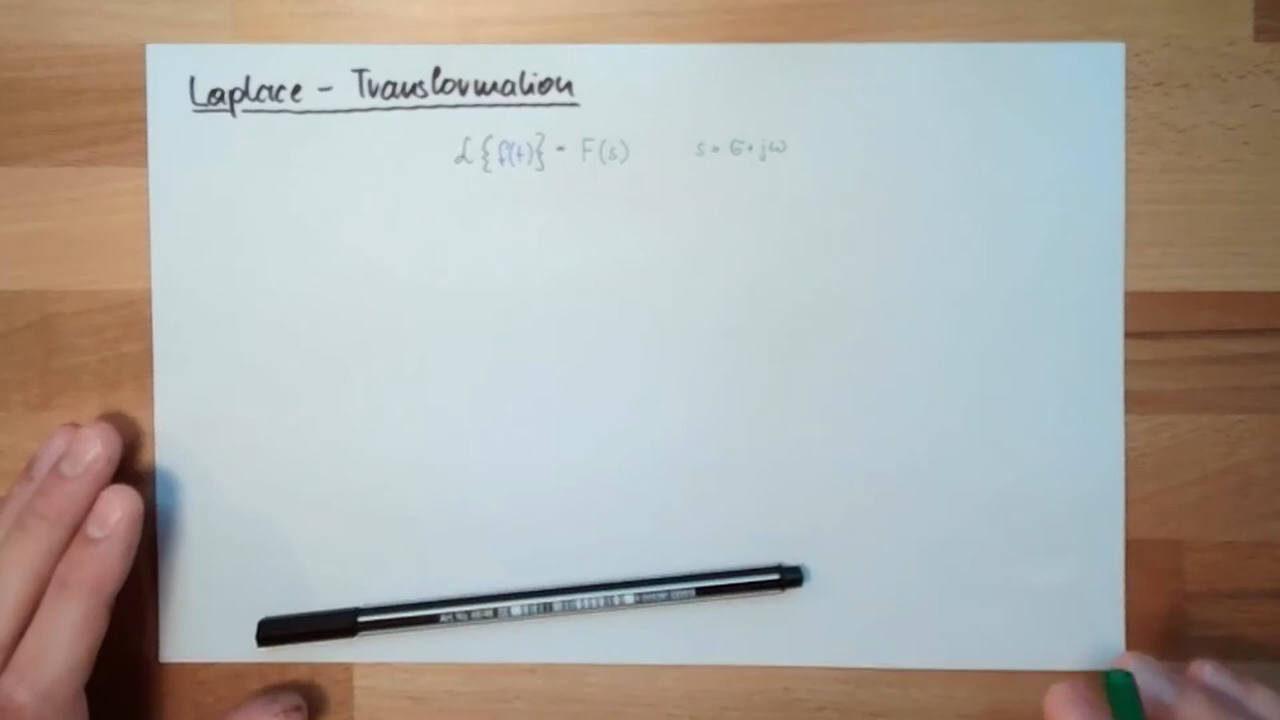 Laplace - Transformation
ℒ{f(t)} = F(s) s = σ + jω